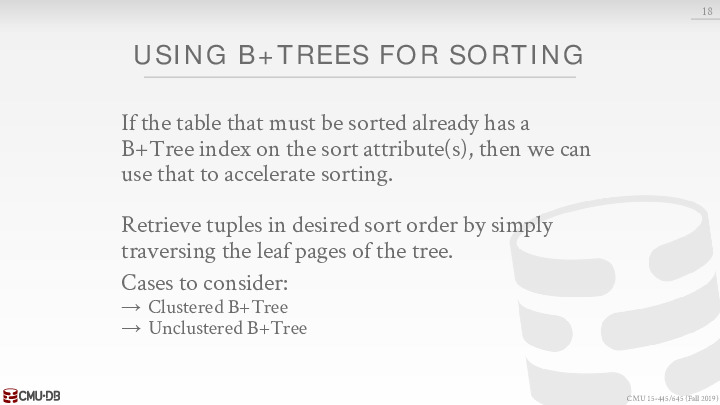 18
USING B+TREES FOR SORTING
If the table that must be sorted already has a
B+Tree index on the sort attribute(s), then we can
use that to accelerate sorting.
Retrieve tuples in desired sort order by simply
traversing the leaf pages of the tree.
Cases to consider:
→ Clustered B+Tree
→ Unclustered B+Tree
CMU·DB
CMU 15-445/645 (Fall 2019)